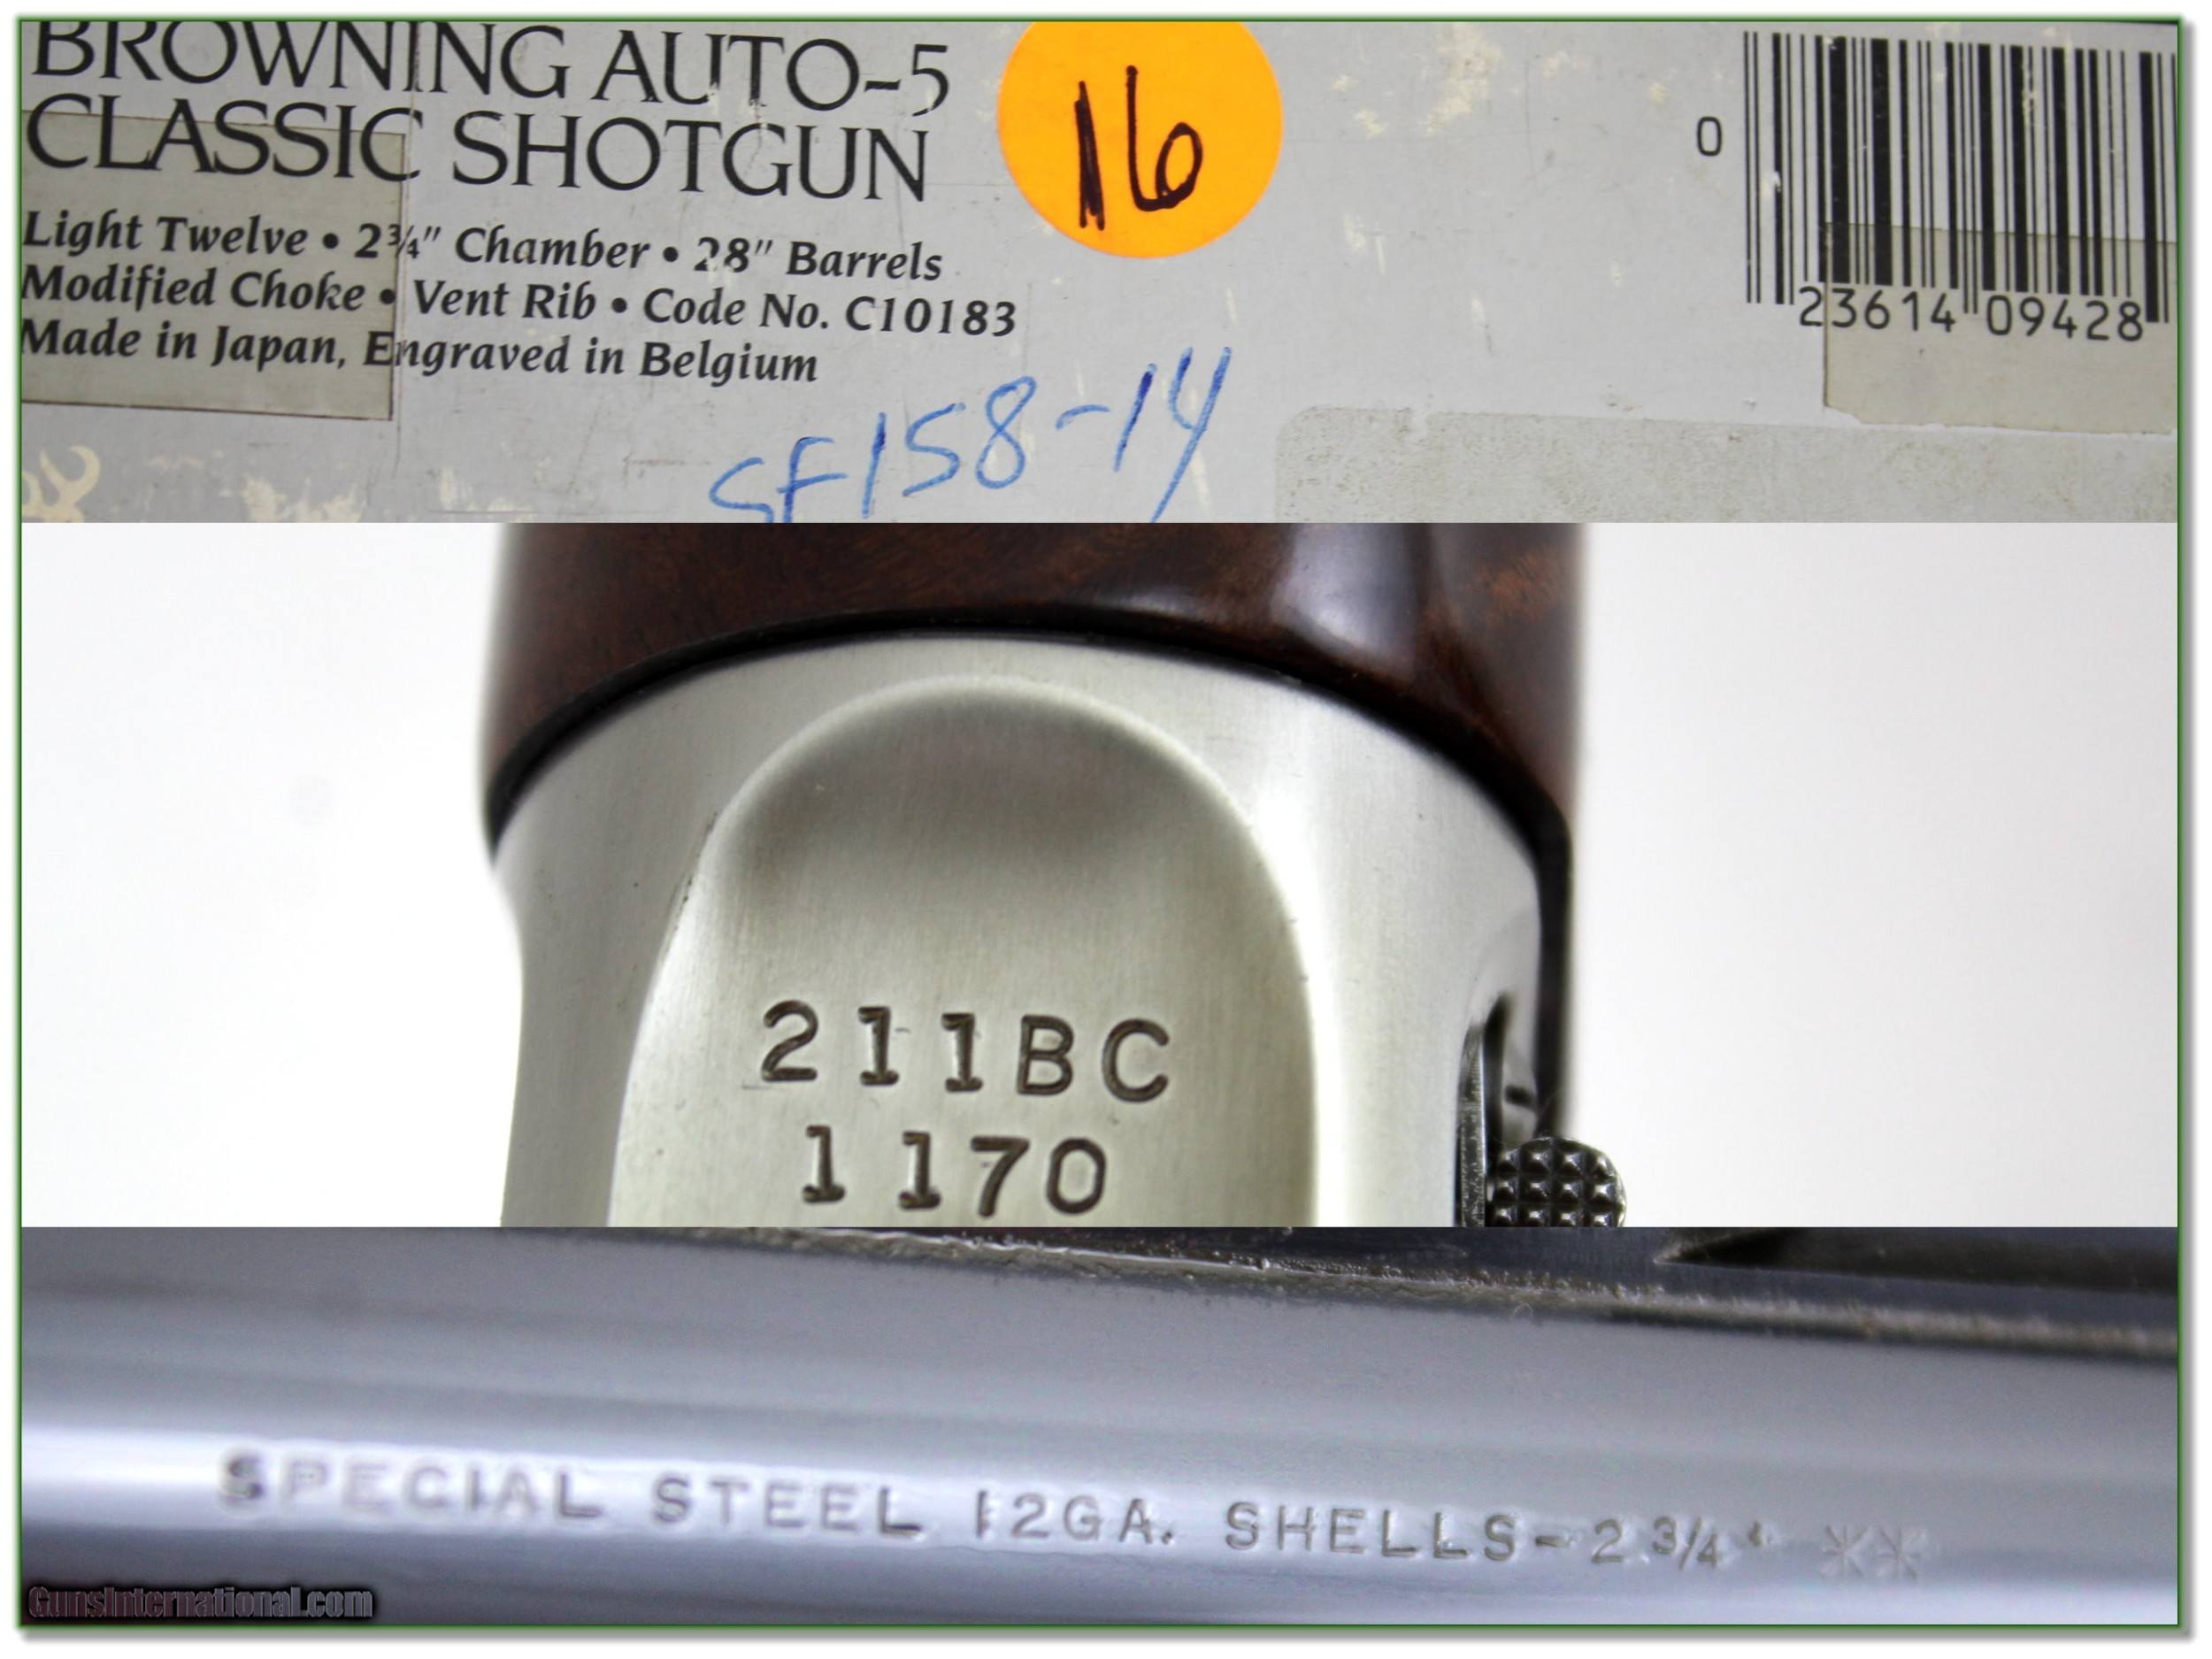 BROWNING AUTO-5
CLASSIC SHOTGUN
16
Light Twelve • 2¾" Chamber • 28" Barrels
Modified Choke • Vent Rib • Code No. C10183
Made in Japan, Engraved in Belgium
SF158-14
0 23614 09428
211BC
1170
SPECIAL STEEL 12GA. SHELLS-2 3/4" **
GunsInternational.com